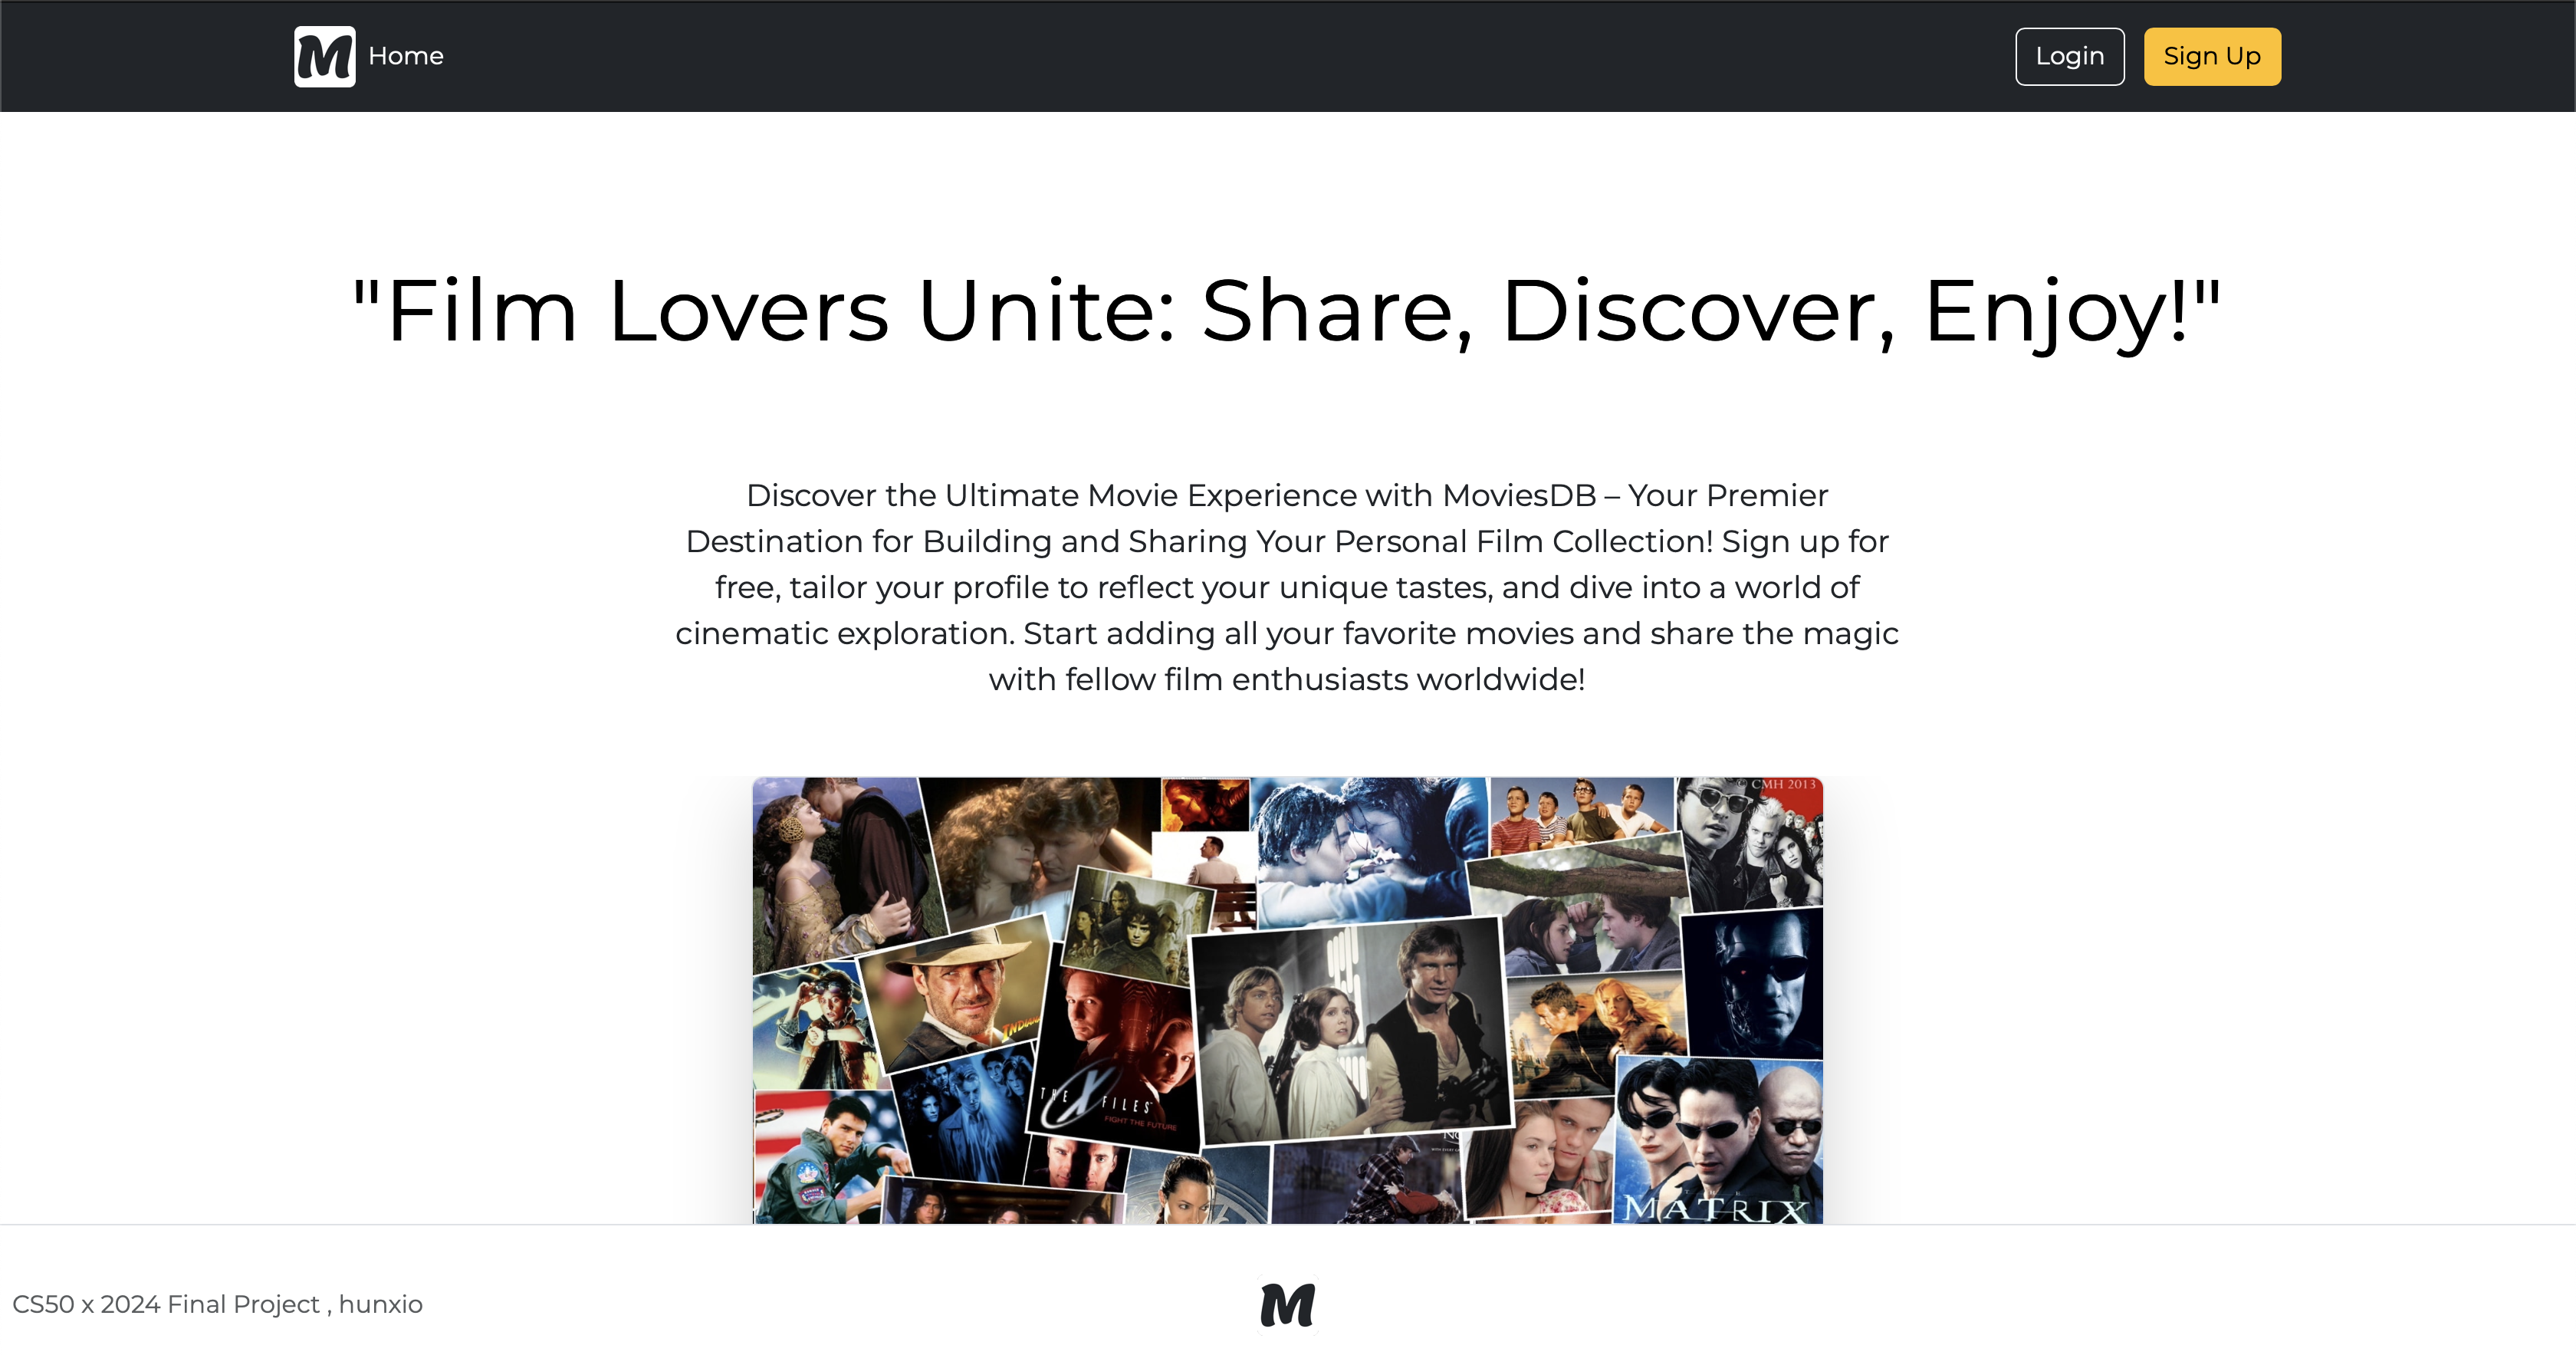 M Home Login Sign Up
"Film Lovers Unite: Share, Discover, Enjoy!"
Discover the Ultimate Movie Experience with MoviesDB – Your Premier
Destination for Building and Sharing Your Personal Film Collection! Sign up for
free, tailor your profile to reflect your unique tastes, and dive into a world of
cinematic exploration. Start adding all your favorite movies and share the magic
with fellow film enthusiasts worldwide!
© CMH 2013
THE X FILES
FIGHT THE FUTURE
MATRIX
CS50 x 2024 Final Project , hunxio
M